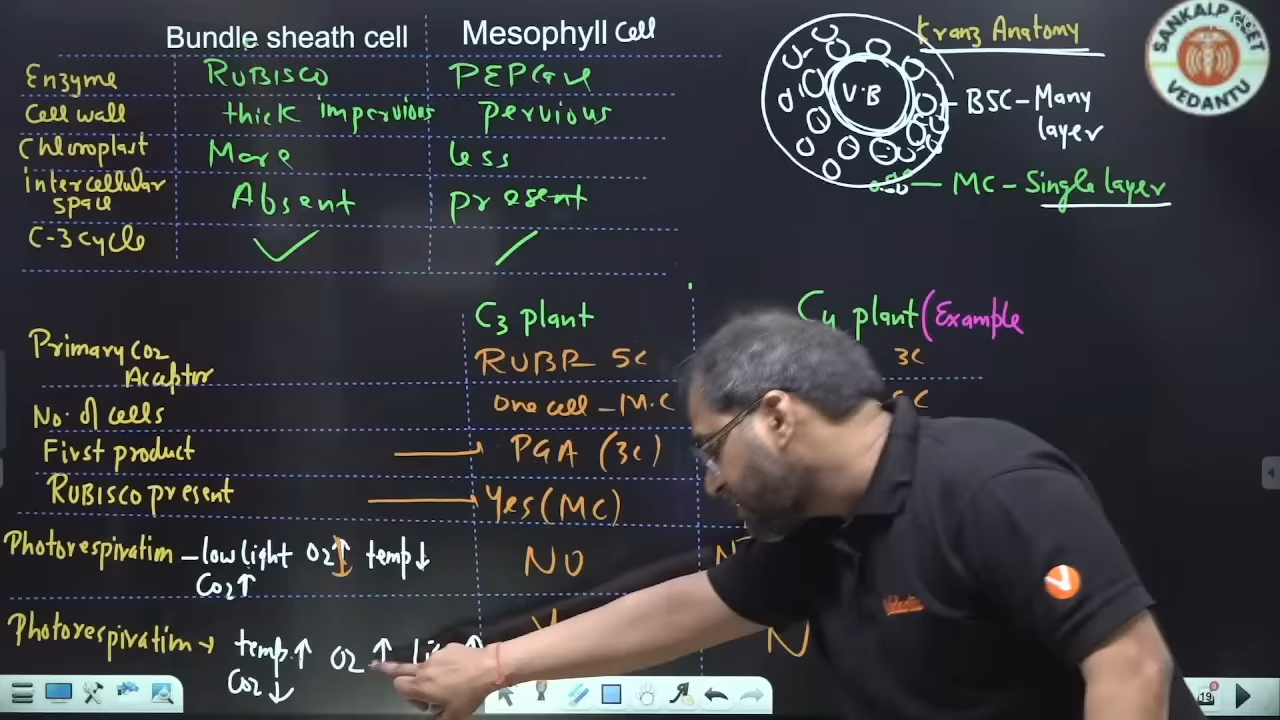 Bundle sheath cell
Mesophyll Cell
Enzyme
RUBISCO
PEPCase
Cell wall
thick impervious
Pervious
Chloroplast
More
less
intercellular space
Absent
present
C-3 Cycle
Kranz Anatomy
V.B
BSC - Many layer
MC - Single layer
SANKALP NEET
VEDANTU
C3 plant
C4 plant (Example
Primary CO2 Acceptor
RUBP 5C
3C
No. of cells
One cell - M.C
First product
PGA (3C)
RUBISCO present
Yes (MC)
Photorespiration - low light O2 ↑ temp ↓
CO2 ↑
NO
Photorespiration → temp ↑ O2 ↑
CO2 ↓
N
Vedantu
19